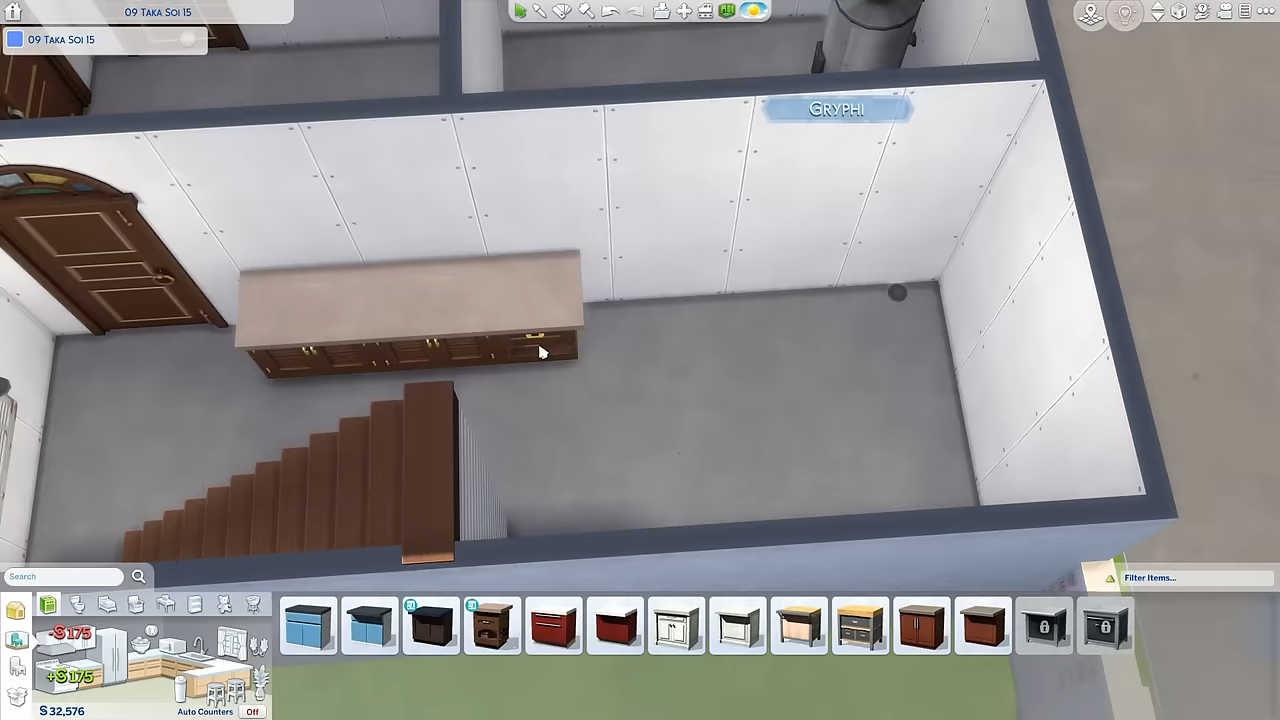 09 Taka Soi 15
09 Taka Soi 15
Gryphi
Search
Filter Items...
-§175
+§175
§32,576
Auto Counters Off